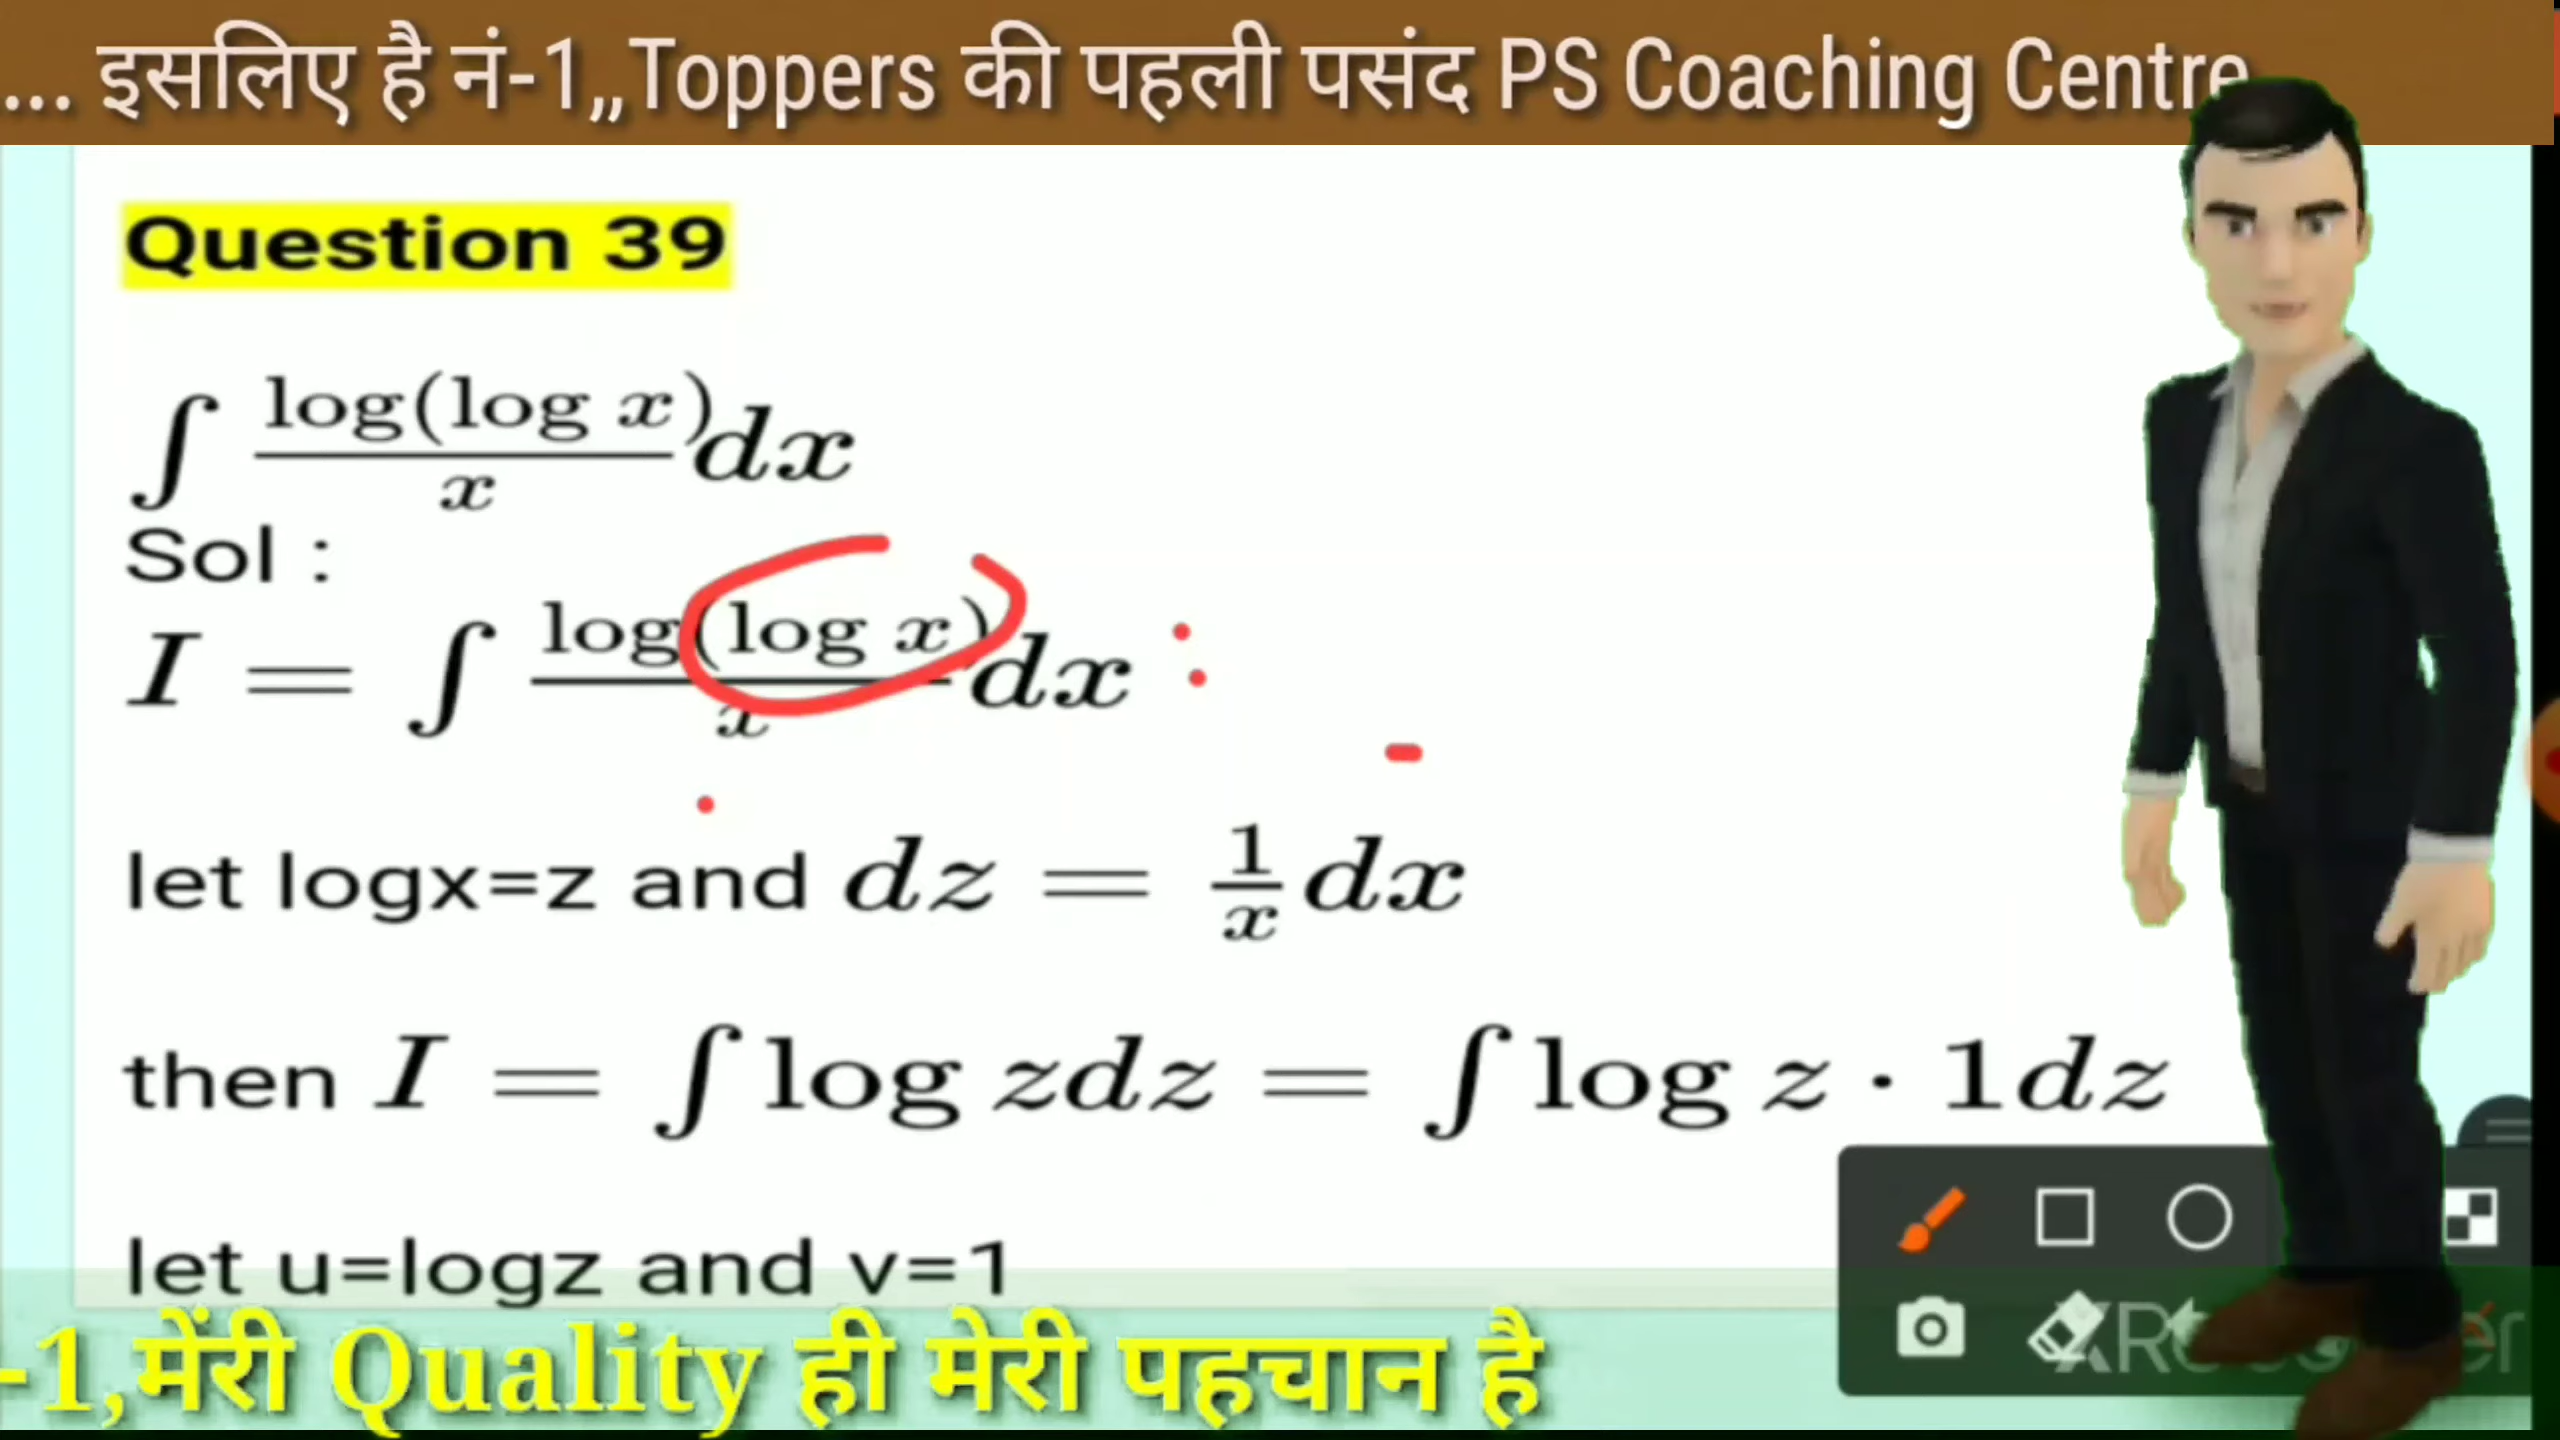 ... इसलिए है नं-1,,Toppers की पहली पसंद PS Coaching Centre
Question 39
∫ log(log x)/x dx
Sol :
I = ∫ log(log x)/x dx
let logx=z and dz = 1/x dx
then I = ∫ log zdz = ∫ log z · 1dz
let u=logz and v=1
-1,मेंरी Quality ही मेरी पहचान है